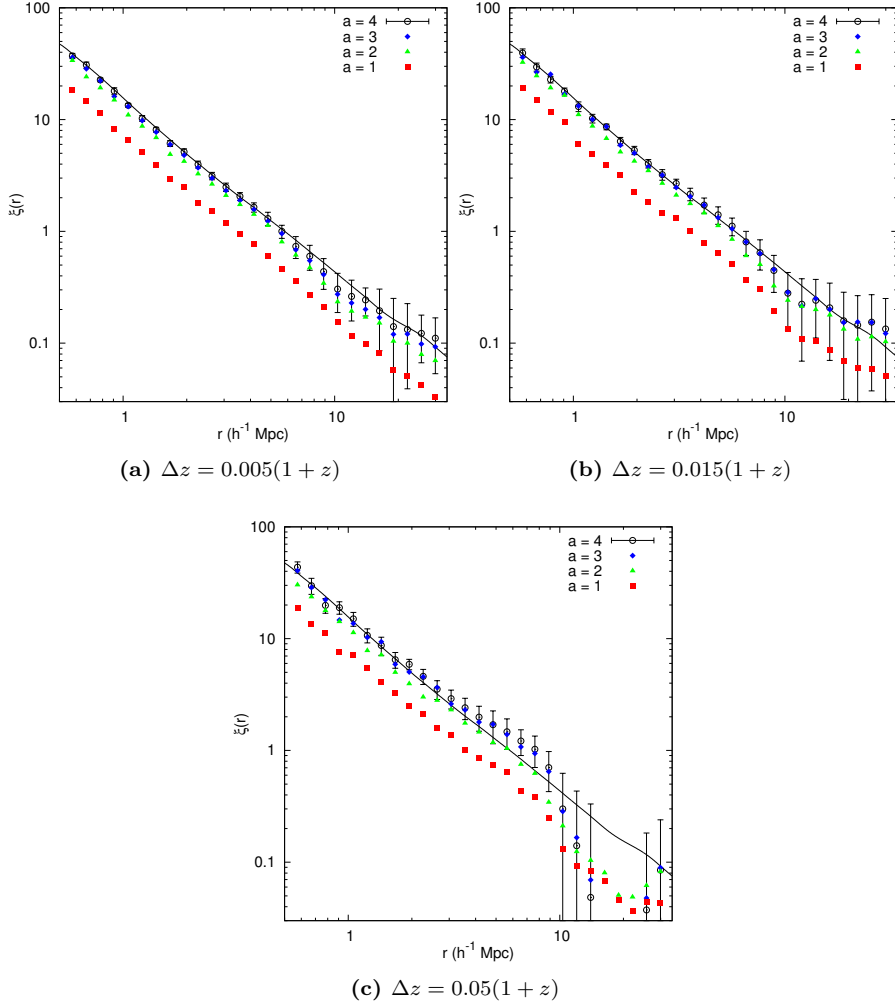 100
10
1
0.1
ξ(r)
1
10
r (h⁻¹ Mpc)
a = 4
a = 3
a = 2
a = 1
(a) Δz = 0.005(1 + z)
100
10
1
0.1
ξ(r)
1
10
r (h⁻¹ Mpc)
a = 4
a = 3
a = 2
a = 1
(b) Δz = 0.015(1 + z)
100
10
1
0.1
ξ(r)
1
10
r (h⁻¹ Mpc)
a = 4
a = 3
a = 2
a = 1
(c) Δz = 0.05(1 + z)